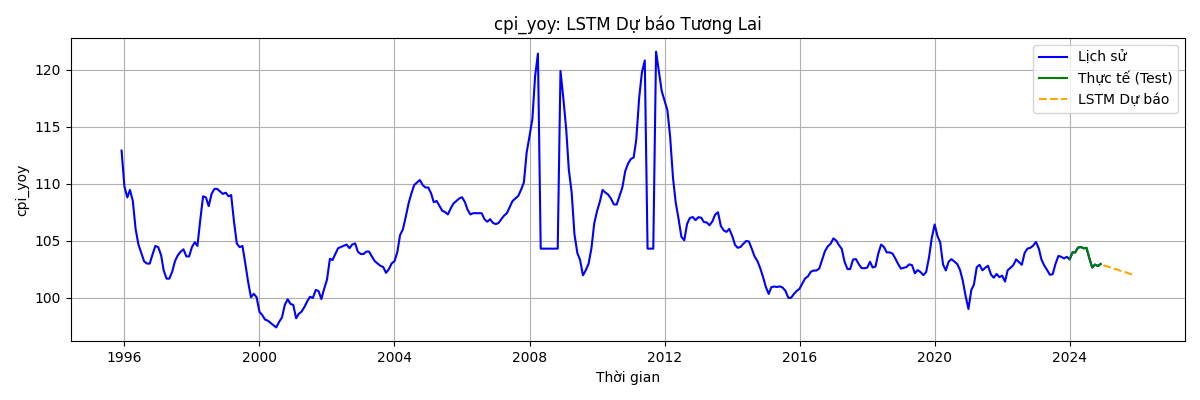 cpi_yoy: LSTM Dự báo Tương Lai
Lịch sử
Thực tế (Test)
LSTM Dự báo
cpi_yoy
120
115
110
105
100
1996
2000
2004
2008
2012
2016
2020
2024
Thời gian